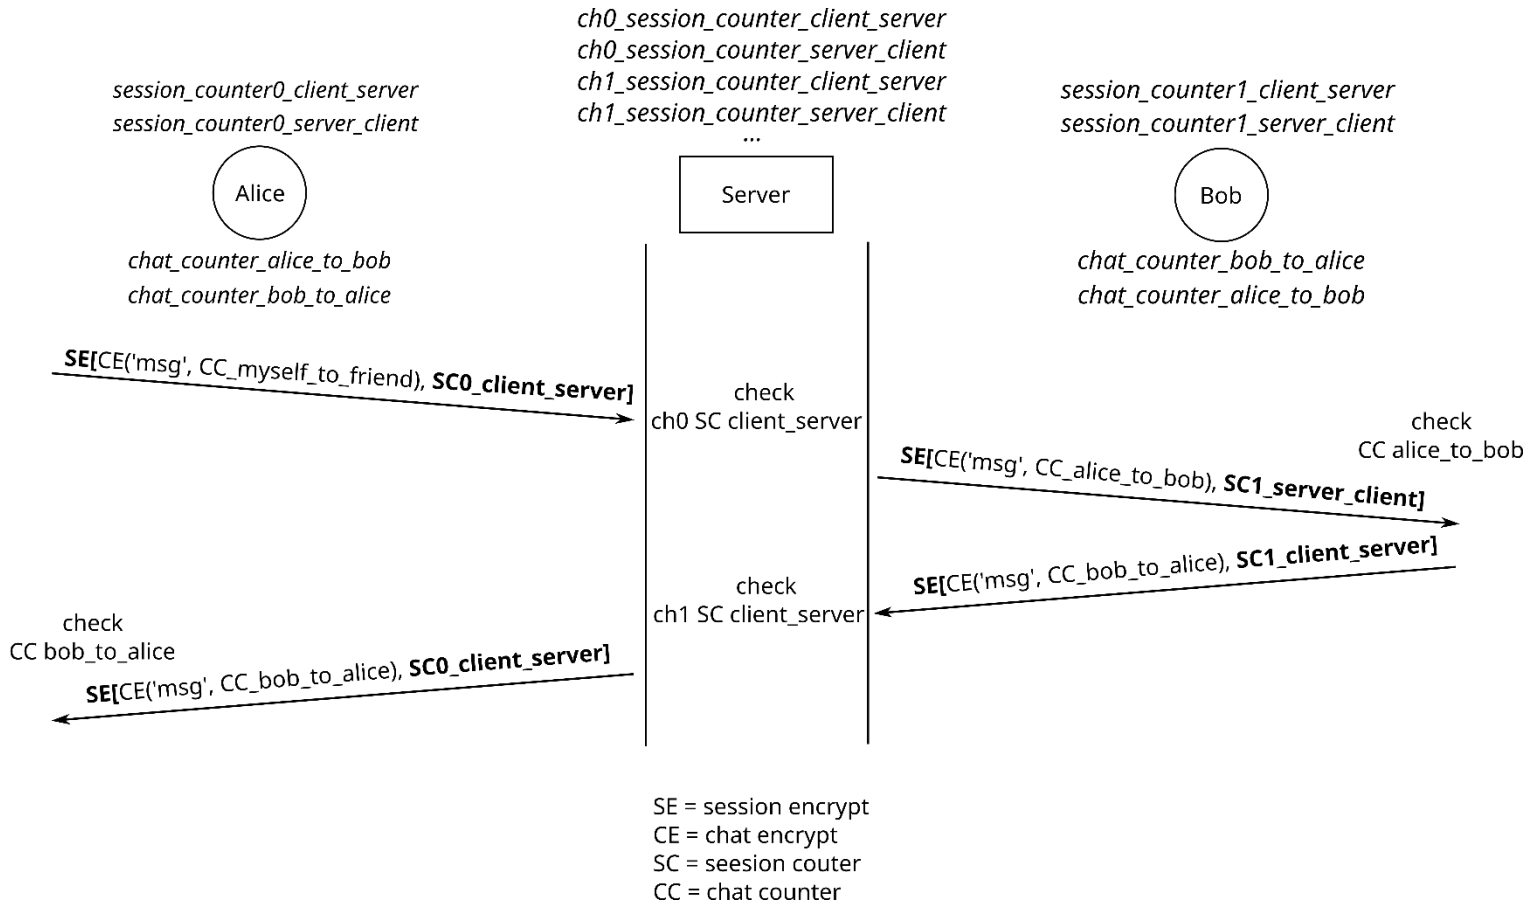 ch0_session_counter_client_server
ch0_session_counter_server_client
ch1_session_counter_client_server
ch1_session_counter_server_client
...
session_counter0_client_server
session_counter0_server_client
session_counter1_client_server
session_counter1_server_client
Alice
Server
Bob
chat_counter_alice_to_bob
chat_counter_bob_to_alice
chat_counter_bob_to_alice
chat_counter_alice_to_bob
SE[CE('msg', CC_myself_to_friend), SC0_client_server]
check
ch0 SC client_server
check
CC alice_to_bob
SE[CE('msg', CC_alice_to_bob), SC1_server_client]
SE[CE('msg', CC_bob_to_alice), SC1_client_server]
check
ch1 SC client_server
check
CC bob_to_alice
SE[CE('msg', CC_bob_to_alice), SC0_client_server]
SE = session encrypt
CE = chat encrypt
SC = seesion couter
CC = chat counter